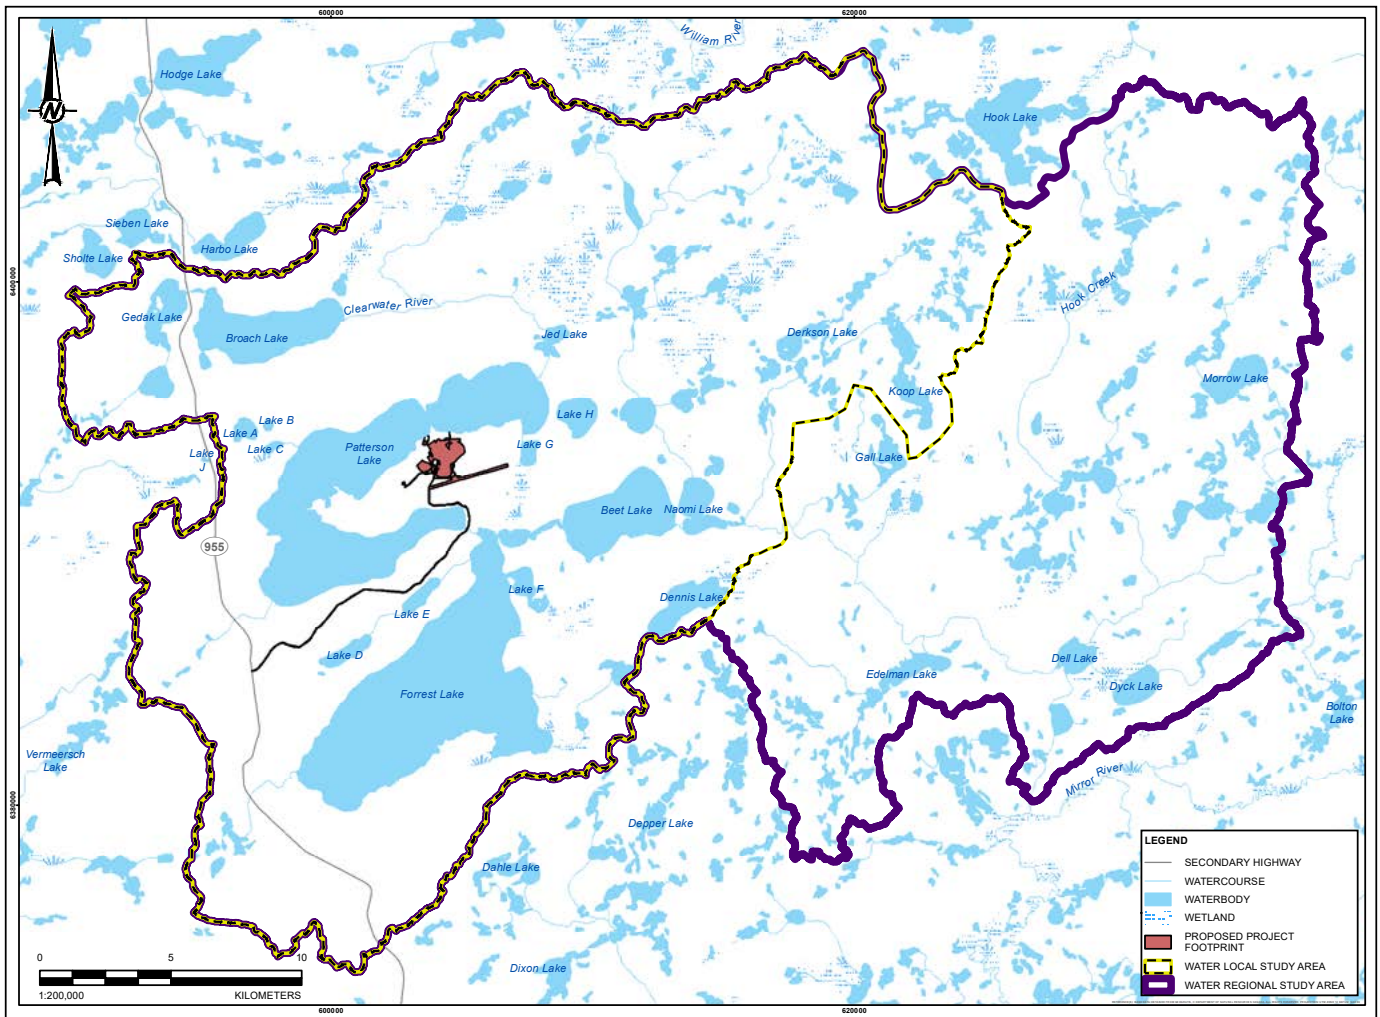 600000
620000
William River
Hodge Lake
Hook Lake
N
Sieben Lake
Harbo Lake
Sholte Lake
6400000
Hook Creek
Clearwater River
Gedak Lake
Broach Lake
Jed Lake
Derkson Lake
Morrow Lake
Koop Lake
Lake B
Lake H
Lake A
Lake G
Patterson
Lake
Lake C
Lake
J
Gall Lake
Beet Lake
Naomi Lake
955
Lake F
Dennis Lake
Lake E
Lake D
Dell Lake
Edelman Lake
Dyck Lake
Forrest Lake
Bolton
Lake
Vermeersch
Lake
Mirror River
6380000
Depper Lake
Dahle Lake
Dixon Lake
LEGEND
SECONDARY HIGHWAY
WATERCOURSE
WATERBODY
WETLAND
PROPOSED PROJECT
FOOTPRINT
WATER LOCAL STUDY AREA
WATER REGIONAL STUDY AREA
0 5 10
1:200,000 KILOMETERS
600000
620000